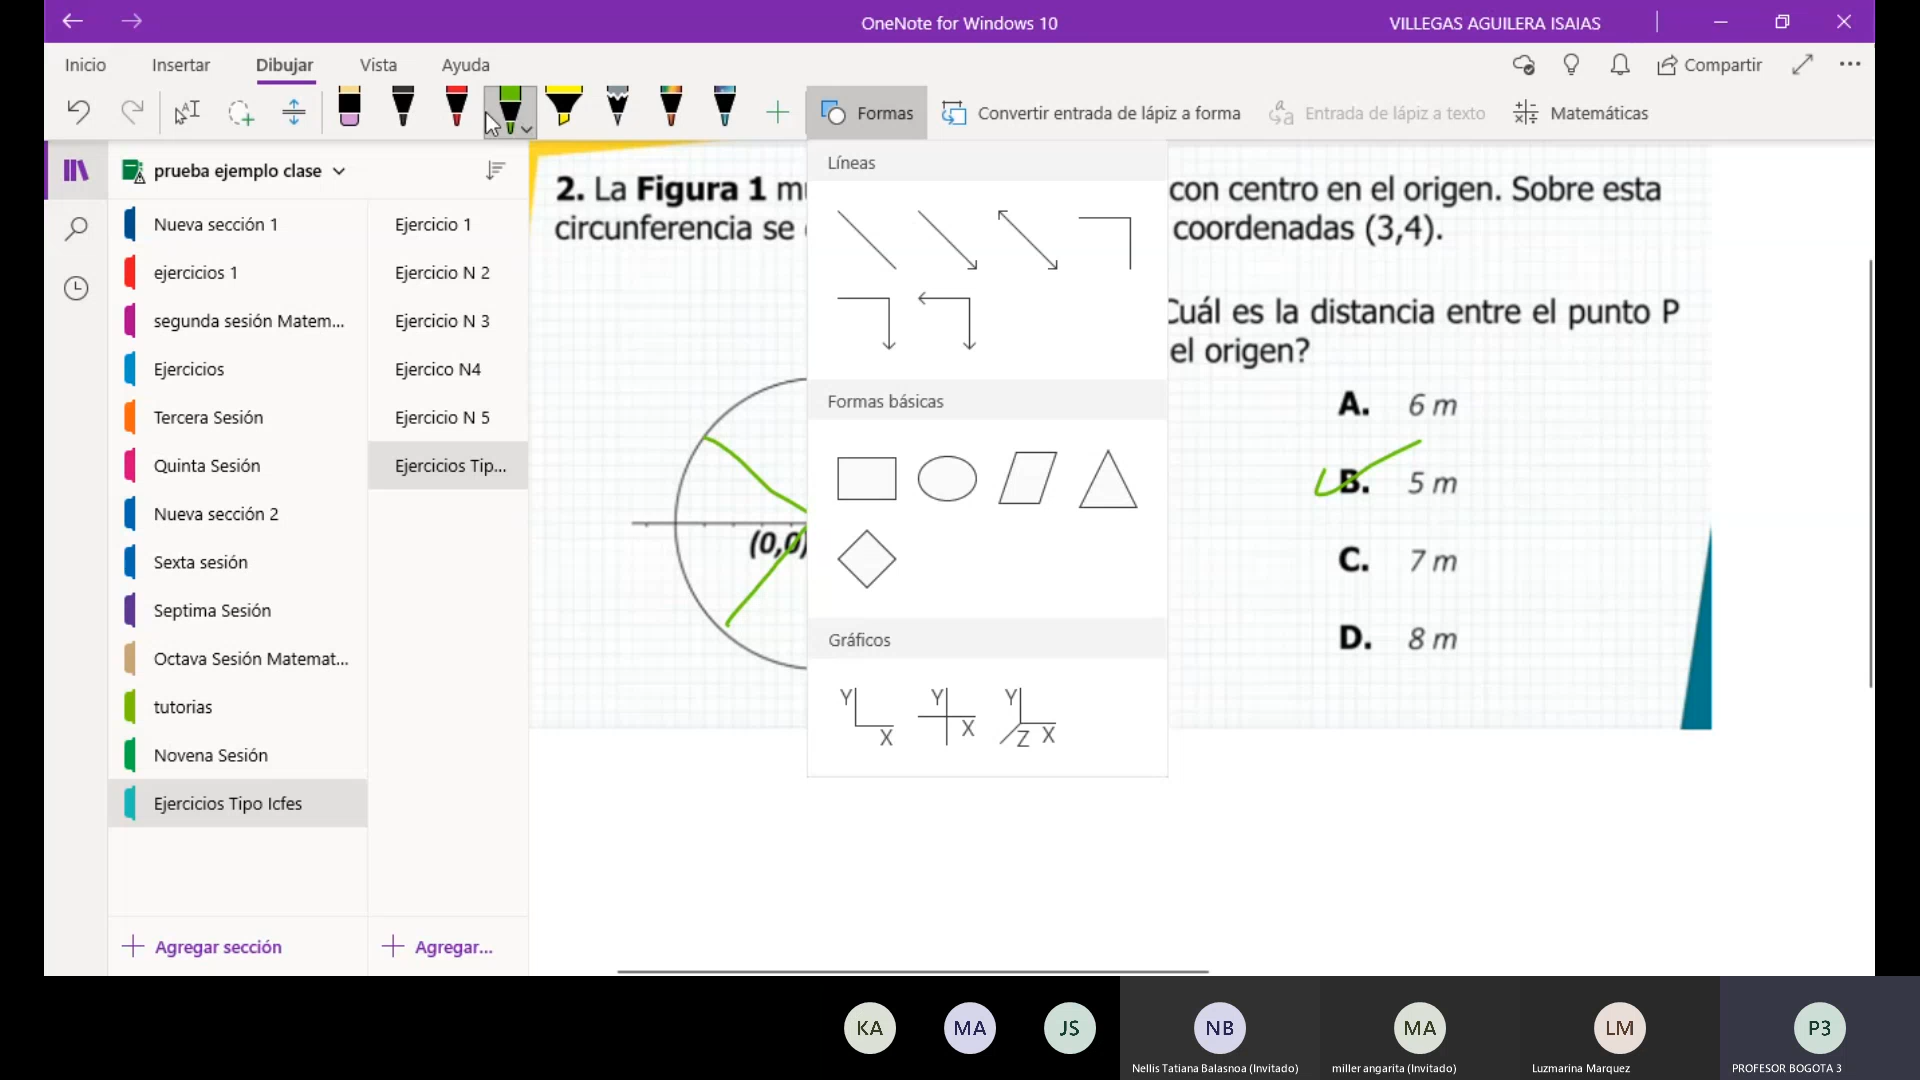 OneNote for Windows 10
VILLEGAS AGUILERA ISAIAS
Inicio
Insertar
Dibujar
Vista
Ayuda
Compartir
Formas
Convertir entrada de lápiz a forma
Entrada de lápiz a texto
Matemáticas
prueba ejemplo clase
Nueva sección 1
ejercicios 1
segunda sesión Matem...
Ejercicios
Tercera Sesión
Quinta Sesión
Nueva sección 2
Sexta sesión
Septima Sesión
Octava Sesión Matemat...
tutorias
Novena Sesión
Ejercicios Tipo Icfes
Agregar sección
Ejercicio 1
Ejercicio N 2
Ejercicio N 3
Ejercico N4
Ejercicio N 5
Ejercicios Tip...
Agregar...
Líneas
Formas básicas
Gráficos
Y X
Y X
Y Z X
2. La Figura 1 con centro en el origen. Sobre esta
circunferencia se coordenadas (3,4).
Cuál es la distancia entre el punto P
el origen?
(0,0)
A. 6 m
B. 5 m
C. 7 m
D. 8 m
KA
MA
JS
NB
MA
LM
P3
Nellis Tatiana Balasnoa (Invitado)
miller angarita (Invitado)
Luzmarina Marquez
PROFESOR BOGOTA 3